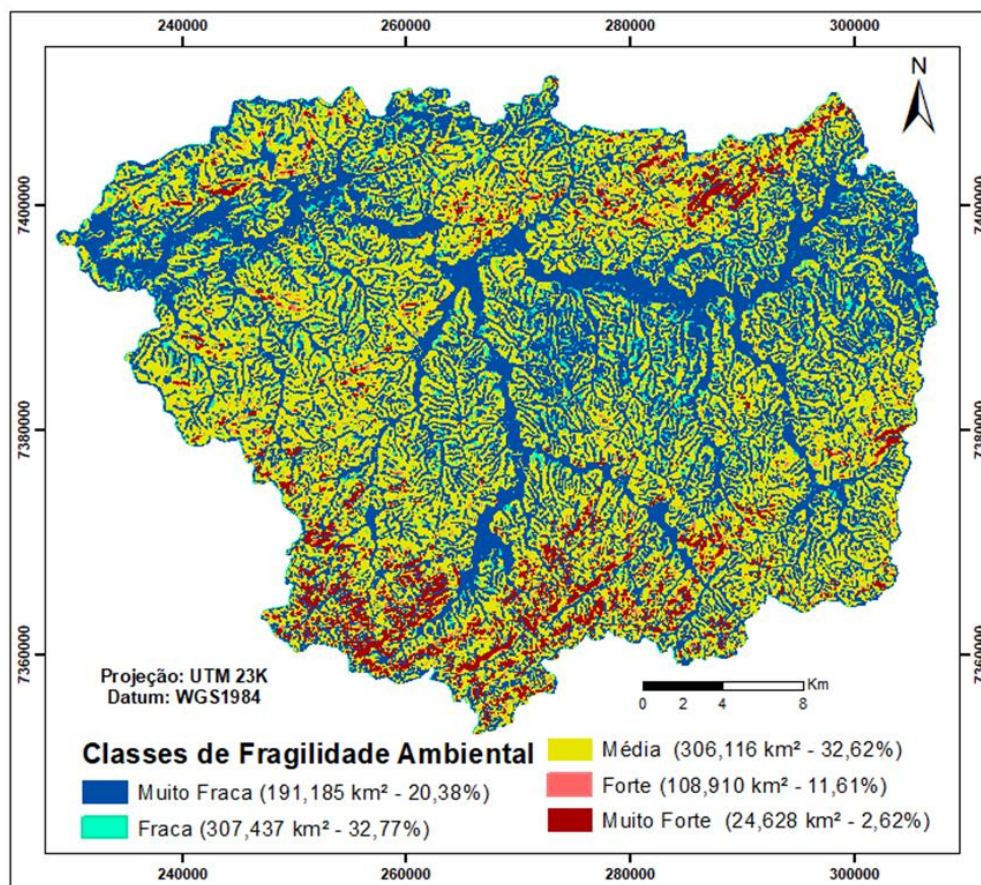 240000 260000 280000 300000
N
7400000 7400000
7380000 7380000
7360000 7360000
Projeção: UTM 23K
Datum: WGS1984
Km
0 2 4 8
Classes de Fragilidade Ambiental
Muito Fraca (191,185 km² - 20,38%)
Fraca (307,437 km² - 32,77%)
Média (306,116 km² - 32,62%)
Forte (108,910 km² - 11,61%)
Muito Forte (24,628 km² - 2,62%)
240000 260000 280000 300000